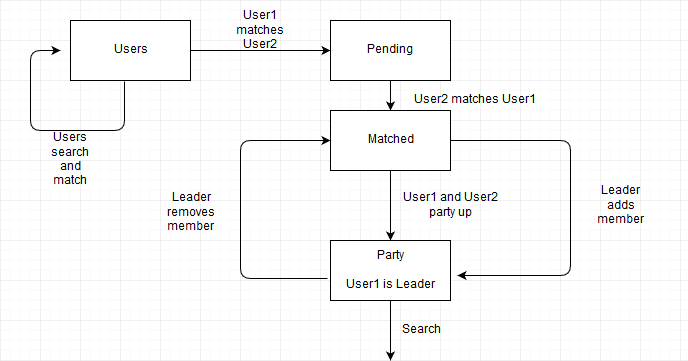 User1
matches
User2
Users
Pending
User2 matches User1
Users
search
and
match
Matched
Leader
removes
member
User1 and User2
party up
Leader
adds
member
Party
User1 is Leader
Search